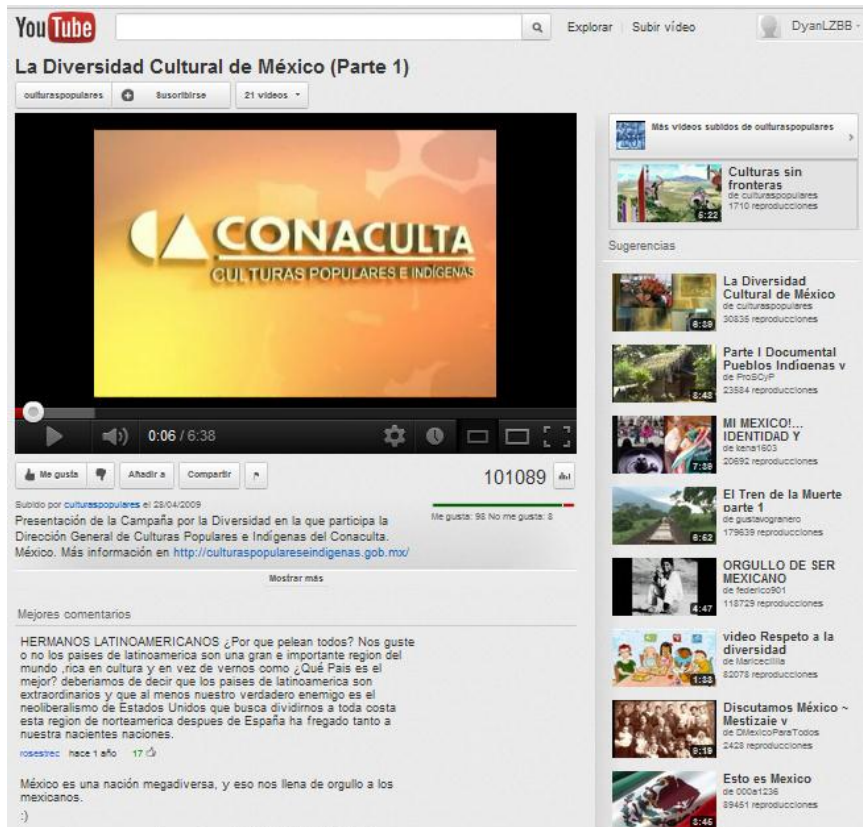 YouTube
Explorar
Subir vídeo
DyanLZBB
La Diversidad Cultural de México (Parte 1)
culturaspopulares
Suscribirse
21 videos
CONACULTA
CULTURAS POPULARES E INDÍGENAS
0:06 / 6:38
Me gusta
Añadir a
Compartir
101089
Subido por culturaspopulares el 28/04/2009
Me gusta: 98 No me gusta: 8
Presentación de la Campaña por la Diversidad en la que participa la
Dirección General de Culturas Populares e Indígenas del Conaculta.
México. Más información en http://culturaspopulareseindigenas.gob.mx/
Mostrar más
Mejores comentarios
HERMANOS LATINOAMERICANOS ¿Por que pelean todos? Nos guste
o no los paises de latinoamerica son una gran e importante region del
mundo ,rica en cultura y en vez de vernos como ¿Qué Pais es el
mejor? deberiamos de decir que los paises de latinoamerica son
extraordinarios y que al menos nuestro verdadero enemigo es el
neoliberalismo de Estados Unidos que busca dividirnos a toda costa
esta region de norteamerica despues de España ha fregado tanto a
nuestra nacientes naciones.
rosestrec hace 1 año 17
México es una nación megadiversa, y eso nos llena de orgullo a los
mexicanos.
:)
Más videos subidos de culturaspopulares
Culturas sin
fronteras
de culturaspopulares
1710 reproducciones
5:22
Sugerencias
La Diversidad
Cultural de México
de culturaspopulares
30835 reproducciones
6:39
Parte I Documental
Pueblos Indigenas v
de ProSCyP
23584 reproducciones
8:48
MI MEXICO!...
IDENTIDAD Y
de kena1603
20692 reproducciones
7:39
El Tren de la Muerte
parte 1
de gustavogranero
179639 reproducciones
6:52
ORGULLO DE SER
MEXICANO
de federico901
118729 reproducciones
4:47
video Respeto a la
diversidad
de Maricecillia
82078 reproducciones
1:33
Discutamos México ~
Mestizaje y
de DMexicoParaTodos
2428 reproducciones
9:19
Esto es Mexico
de 000a1236
89451 reproducciones
3:46